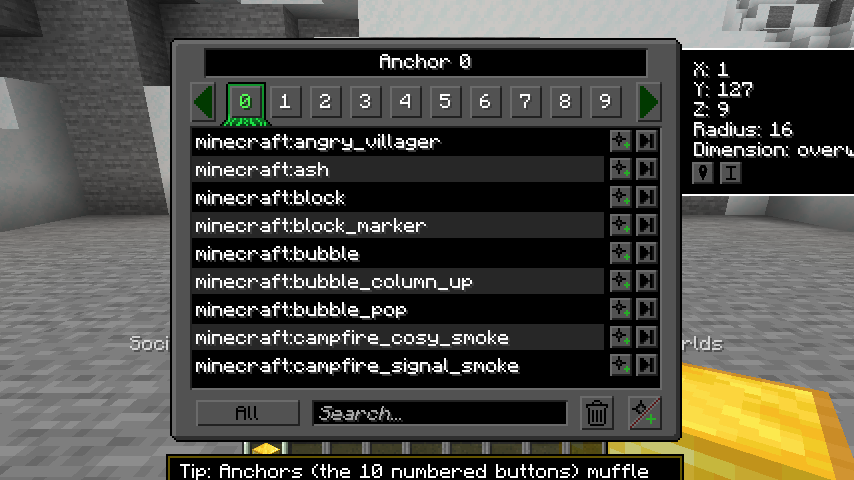 Anchor 0
0 1 2 3 4 5 6 7 8 9
minecraft:angry_villager
minecraft:ash
minecraft:block
minecraft:block_marker
minecraft:bubble
minecraft:bubble_column_up
minecraft:bubble_pop
minecraft:campfire_cosy_smoke
minecraft:campfire_signal_smoke
All
Search...
X: 1
Y: 127
Z: 9
Radius: 16
Dimension: overw
Soci
rlds
Tip: Anchors (the 10 numbered buttons) muffle